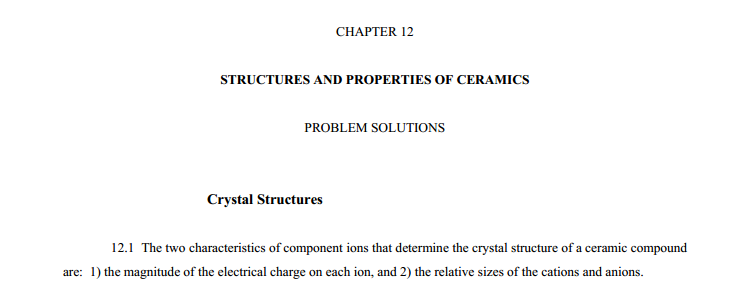 CHAPTER 12
STRUCTURES AND PROPERTIES OF CERAMICS
PROBLEM SOLUTIONS
Crystal Structures
12.1 The two characteristics of component ions that determine the crystal structure of a ceramic compound
are: 1) the magnitude of the electrical charge on each ion, and 2) the relative sizes of the cations and anions.